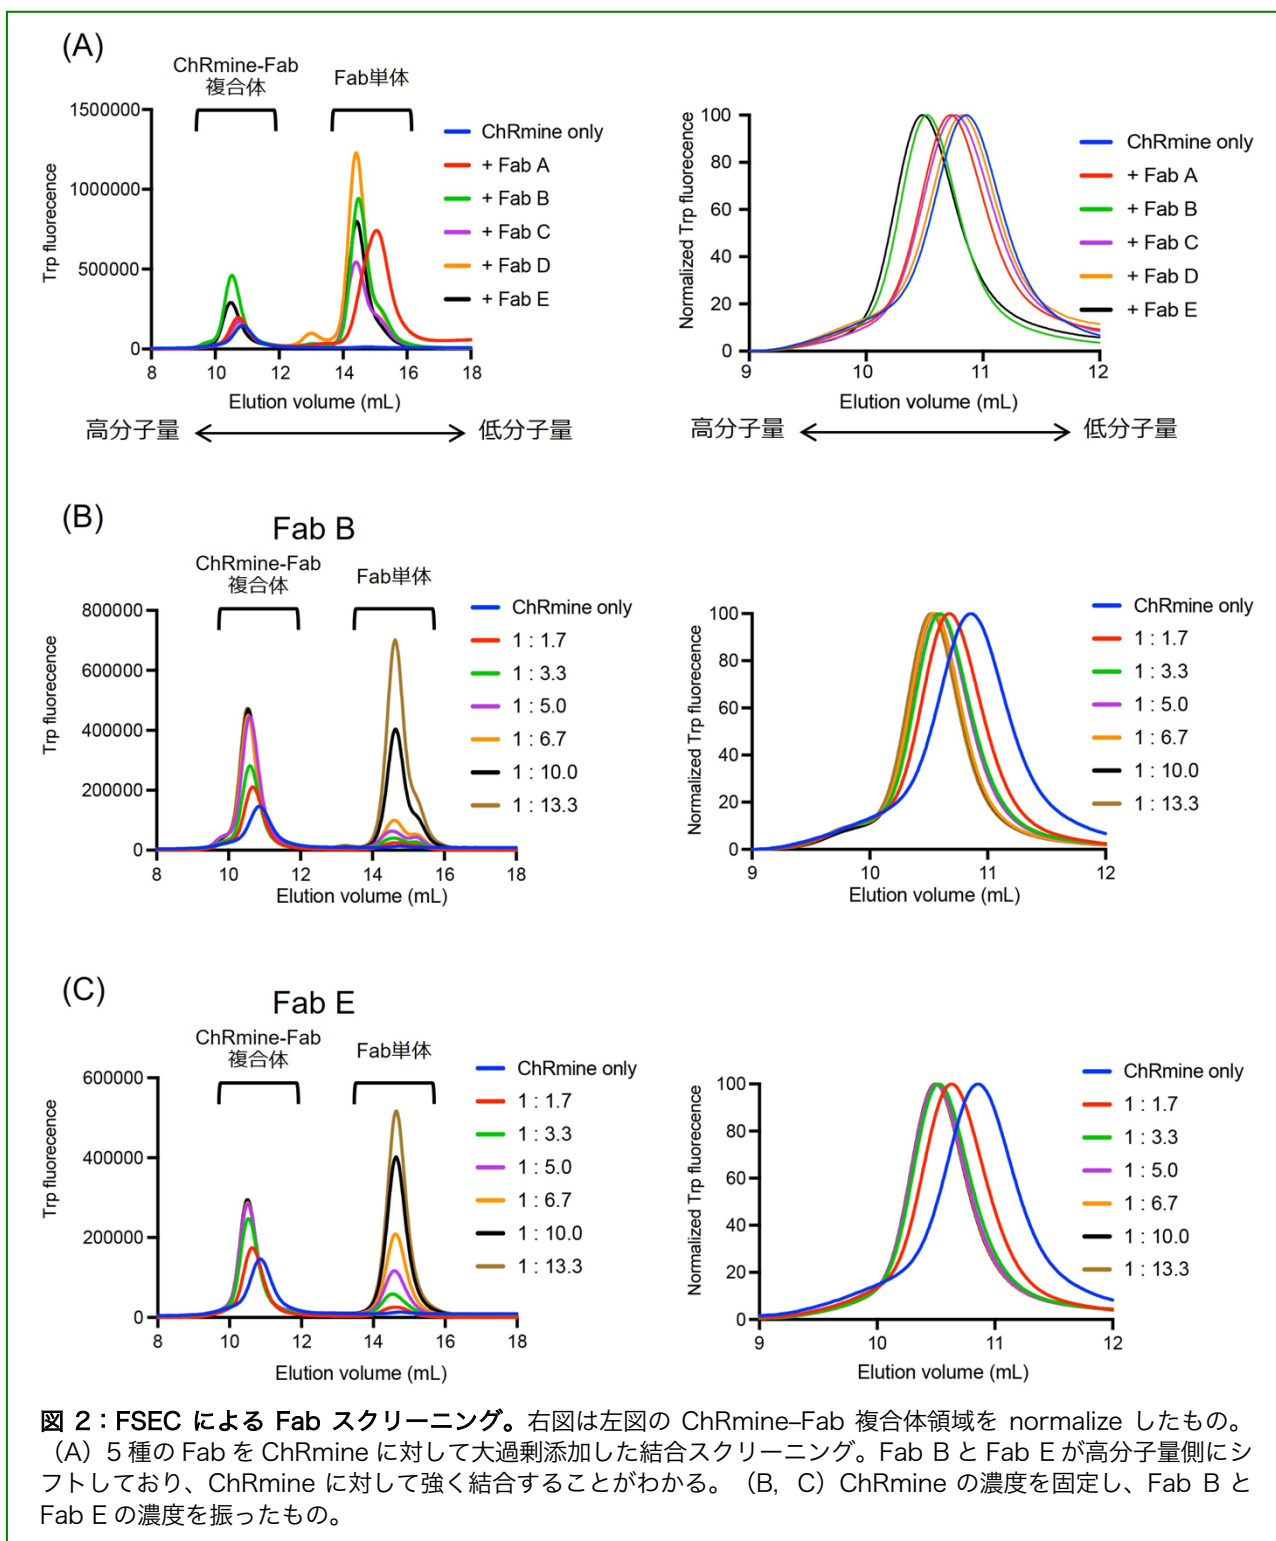 (A)
ChRmine-Fab
複合体
Fab単体
1500000
1000000
500000
0
8 10 12 14 16 18
Trp fluorecence
Elution volume (mL)
高分子量
低分子量
ChRmine only
+ Fab A
+ Fab B
+ Fab C
+ Fab D
+ Fab E
100
80
60
40
20
0
9 10 11 12
Normalized Trp fluorecence
Elution volume (mL)
高分子量
低分子量
ChRmine only
+ Fab A
+ Fab B
+ Fab C
+ Fab D
+ Fab E
(B)
Fab B
ChRmine-Fab
複合体
Fab単体
800000
600000
400000
200000
0
8 10 12 14 16 18
Trp fluorecence
Elution volume (mL)
ChRmine only
1 : 1.7
1 : 3.3
1 : 5.0
1 : 6.7
1 : 10.0
1 : 13.3
100
80
60
40
20
0
9 10 11 12
Normalized Trp fluorecence
Elution volume (mL)
ChRmine only
1 : 1.7
1 : 3.3
1 : 5.0
1 : 6.7
1 : 10.0
1 : 13.3
(C)
Fab E
ChRmine-Fab
複合体
Fab単体
600000
400000
200000
0
8 10 12 14 16 18
Trp fluorecence
Elution volume (mL)
ChRmine only
1 : 1.7
1 : 3.3
1 : 5.0
1 : 6.7
1 : 10.0
1 : 13.3
100
80
60
40
20
0
9 10 11 12
Normalized Trp fluorecence
Elution volume (mL)
ChRmine only
1 : 1.7
1 : 3.3
1 : 5.0
1 : 6.7
1 : 10.0
1 : 13.3
図 2：FSEC による Fab スクリーニング。右図は左図の ChRmine–Fab 複合体領域を normalize したもの。
（A）5 種の Fab を ChRmine に対して大過剰添加した結合スクリーニング。Fab B と Fab E が高分子量側にシ
フトしており、ChRmine に対して強く結合することがわかる。（B, C）ChRmine の濃度を固定し、Fab B と
Fab E の濃度を振ったもの。